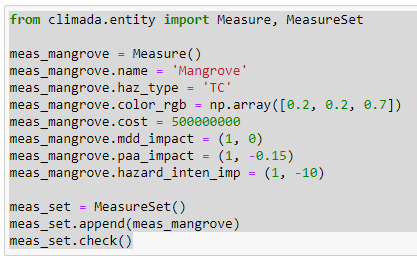 from climada.entity import Measure, MeasureSet
meas_mangrove = Measure()
meas_mangrove.name = 'Mangrove'
meas_mangrove.haz_type = 'TC'
meas_mangrove.color_rgb = np.array([0.2, 0.2, 0.7])
meas_mangrove.cost = 500000000
meas_mangrove.mdd_impact = (1, 0)
meas_mangrove.paa_impact = (1, -0.15)
meas_mangrove.hazard_inten_imp = (1, -10)
meas_set = MeasureSet()
meas_set.append(meas_mangrove)
meas_set.check()